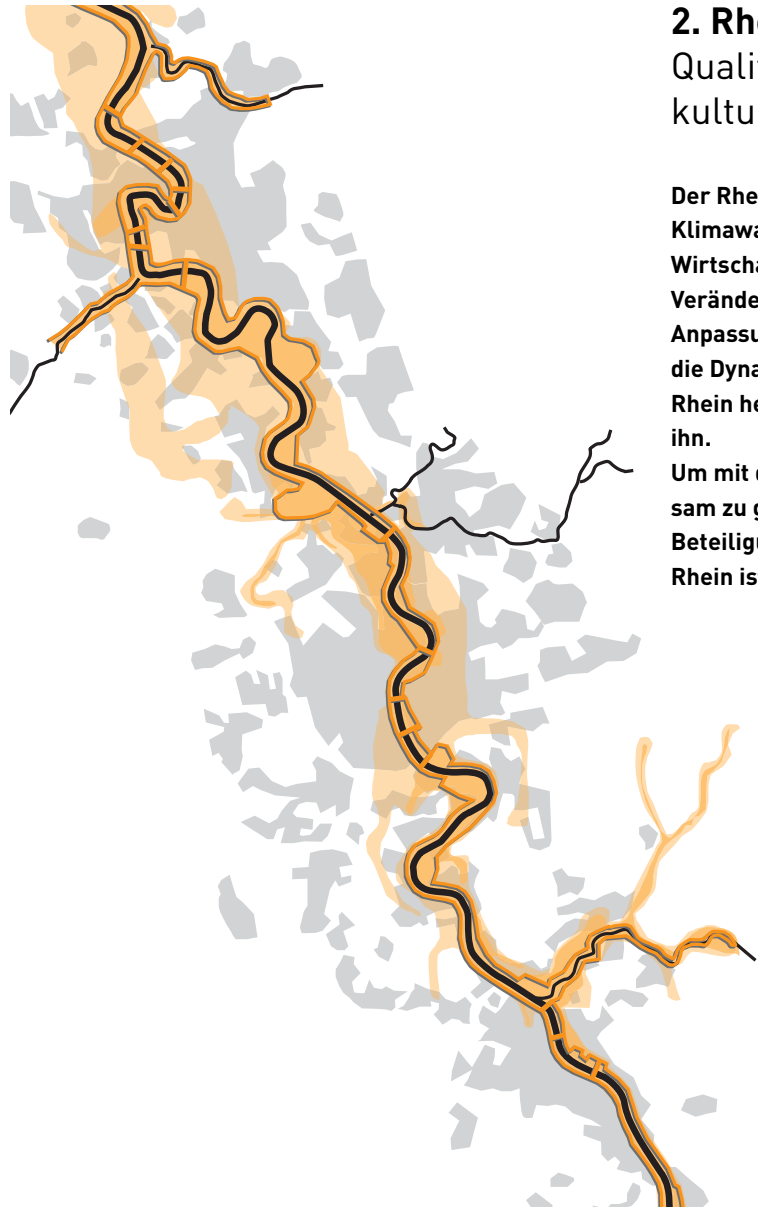 2. Rhe
Qualit
kultu
Der Rhe
Klimawa
Wirtscha
Verände
Anpassu
die Dyna
Rhein he
ihn.
Um mit d
sam zu g
Beteiligu
Rhein is